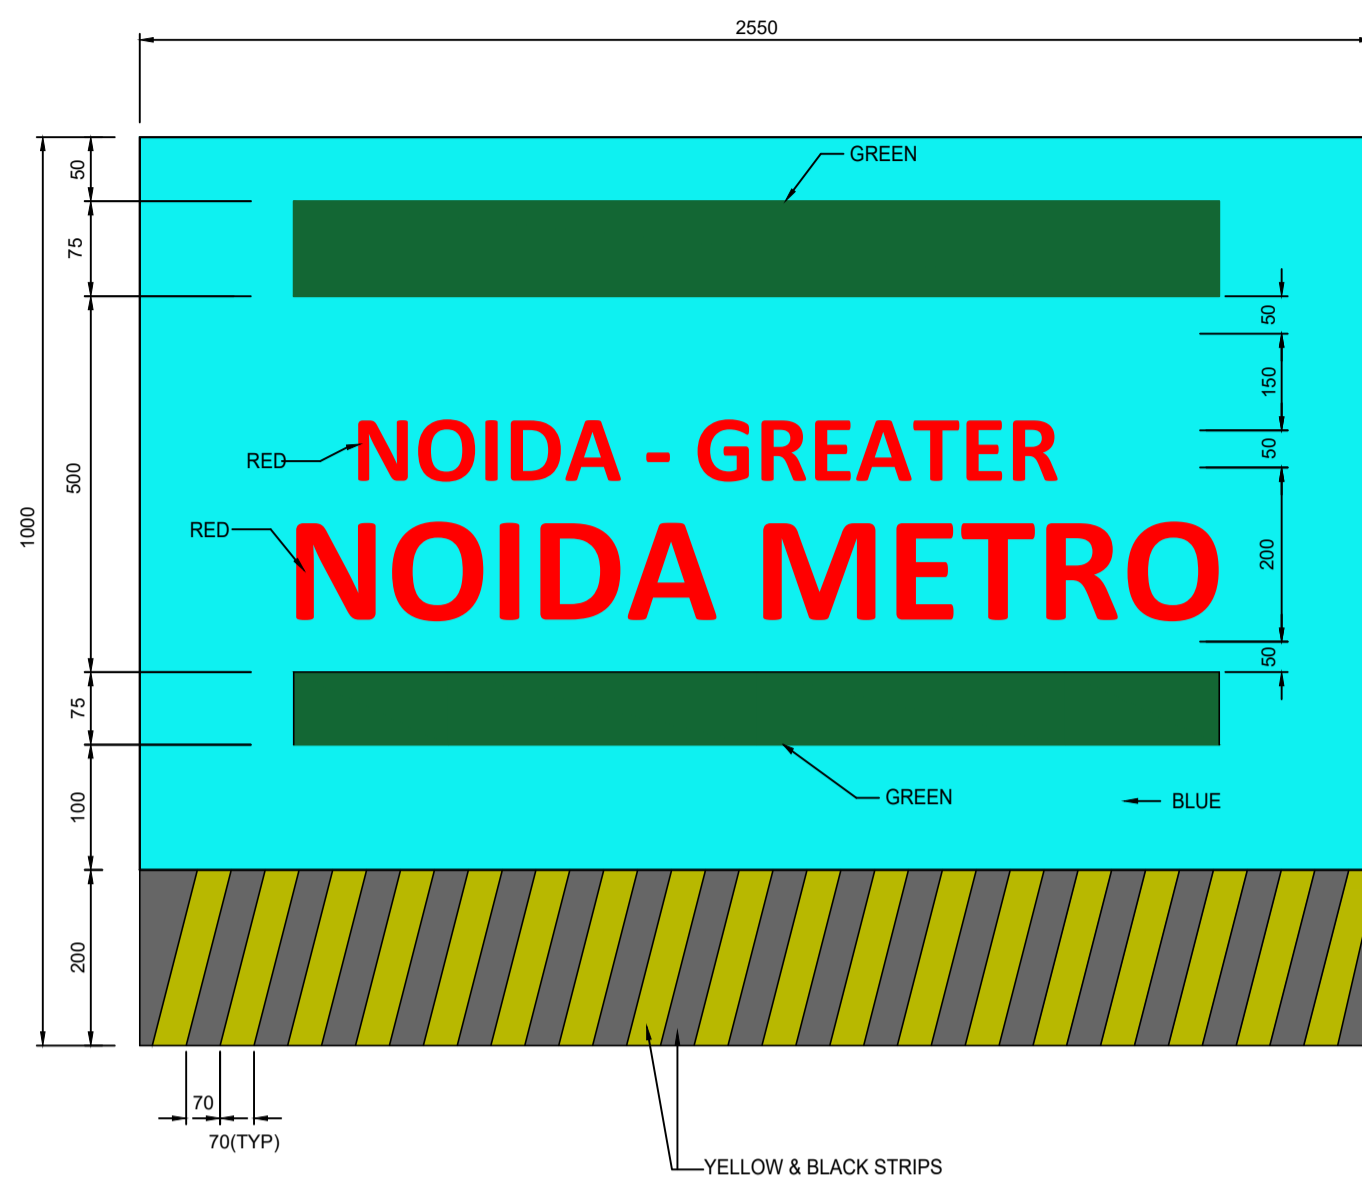 2550
50
GREEN
75
50
150
NOIDA - GREATER
RED
50
500
1000
RED
NOIDA METRO
200
50
75
GREEN
BLUE
100
200
70
70(TYP)
YELLOW & BLACK STRIPS